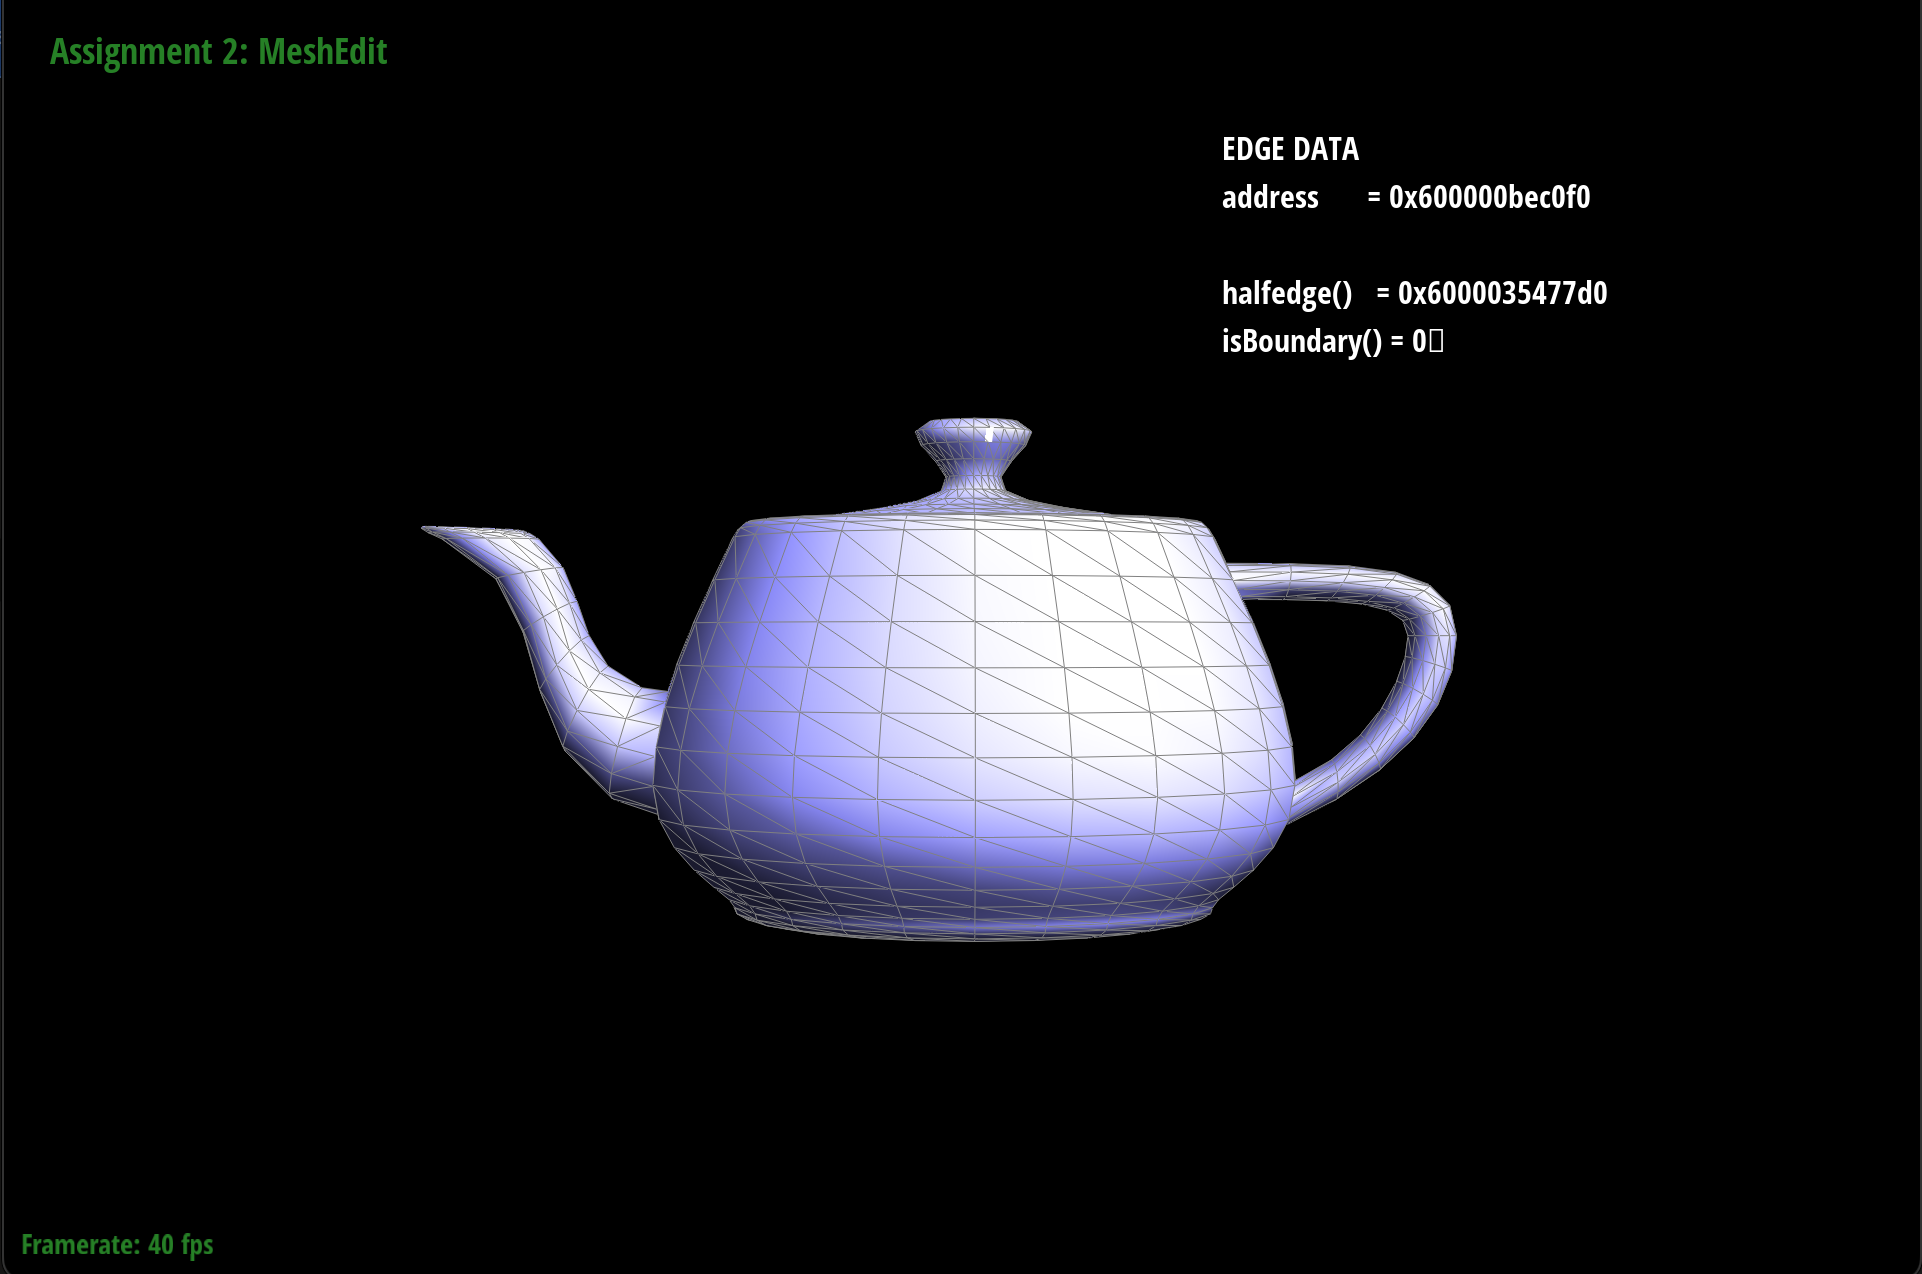 Assignment 2: MeshEdit
EDGE DATA
address = 0x600000bec0f0
halfedge() = 0x6000035477d0
isBoundary() = 0
Framerate: 40 fps